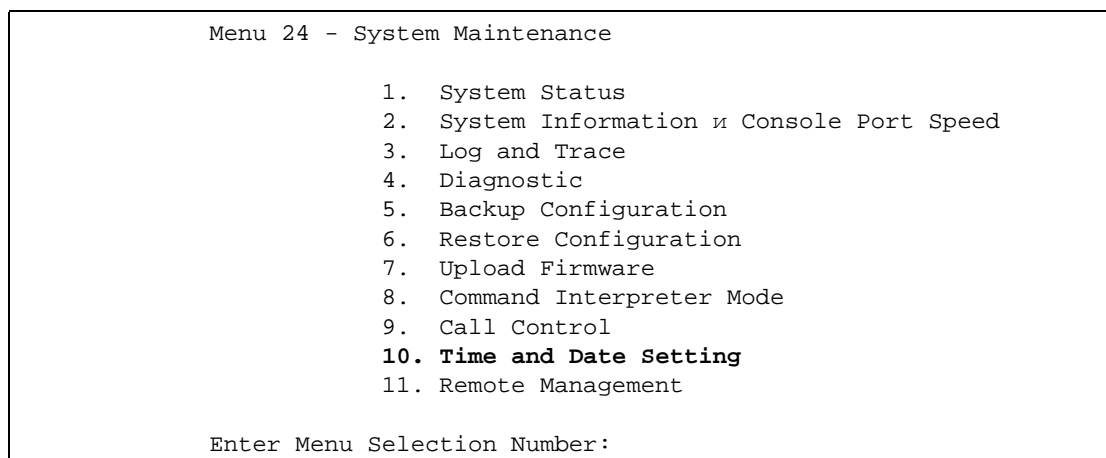 Menu 24 - System Maintenance
1. System Status
2. System Information и Console Port Speed
3. Log and Trace
4. Diagnostic
5. Backup Configuration
6. Restore Configuration
7. Upload Firmware
8. Command Interpreter Mode
9. Call Control
10. Time and Date Setting
11. Remote Management
Enter Menu Selection Number: